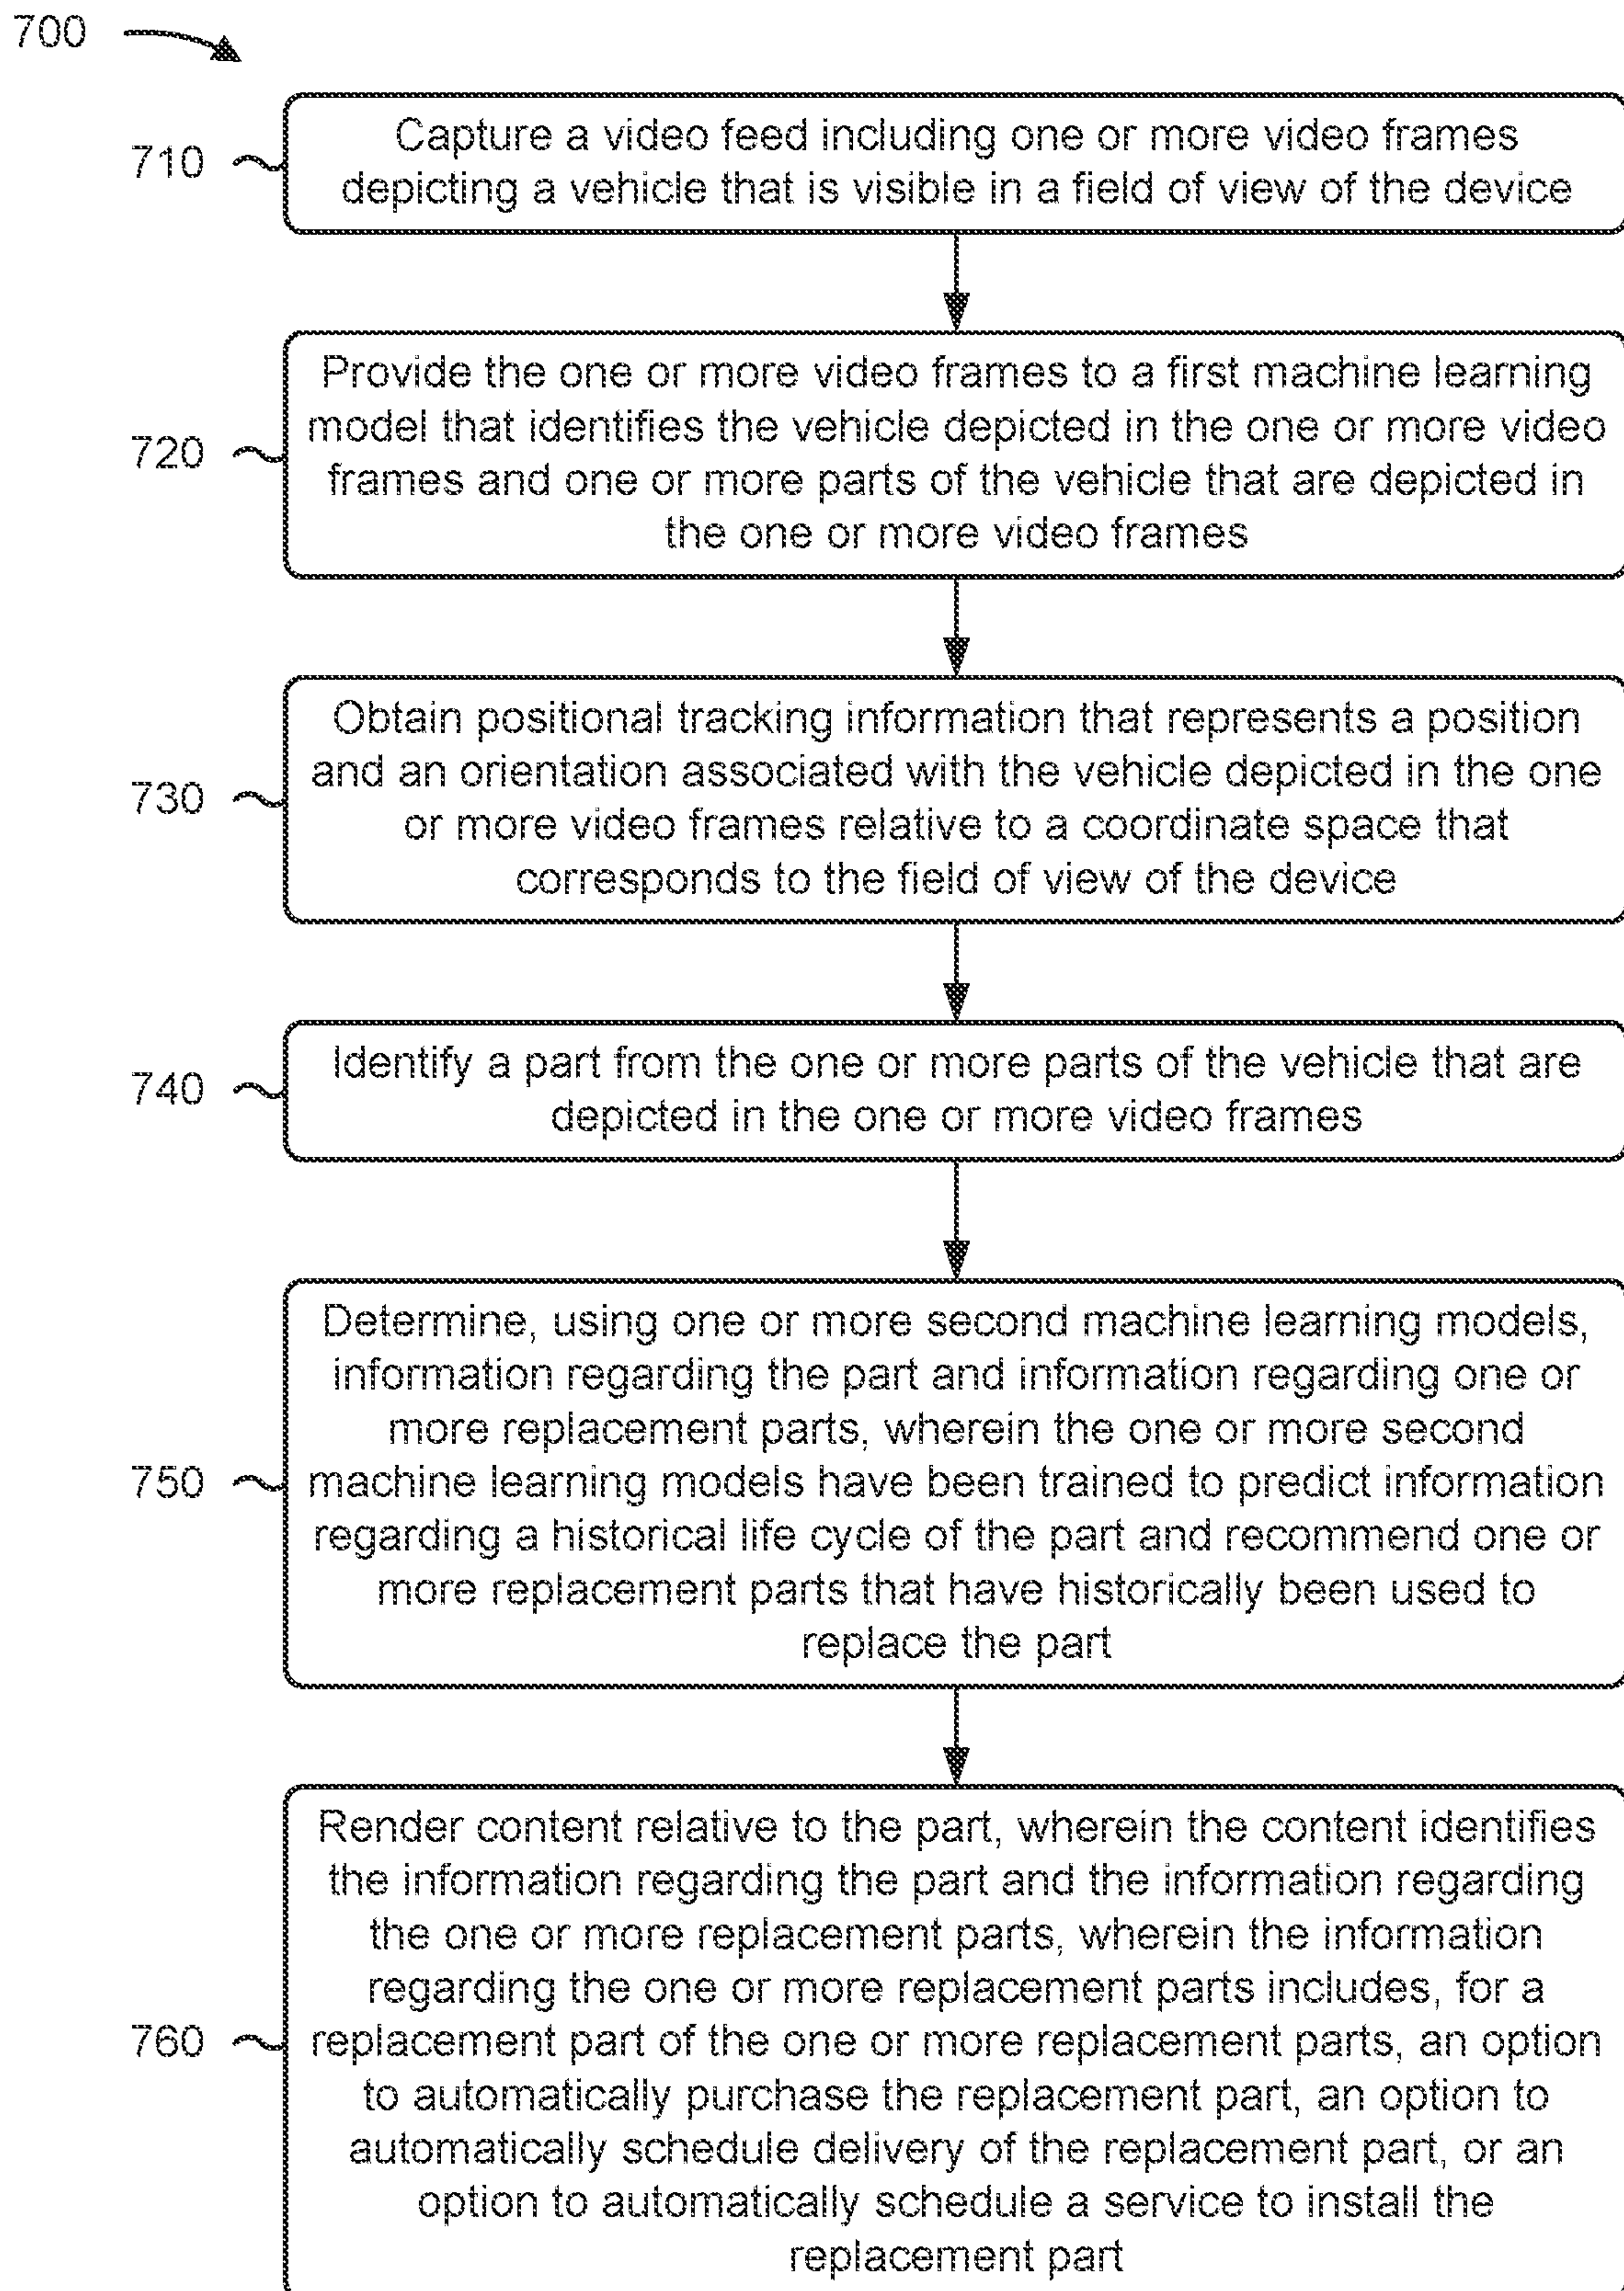 700
710
Capture a video feed including one or more video frames
depicting a vehicle that is visible in a field of view of the device
720
Provide the one or more video frames to a first machine learning
model that identifies the vehicle depicted in the one or more video
frames and one or more parts of the vehicle that are depicted in
the one or more video frames
730
Obtain positional tracking information that represents a position
and an orientation associated with the vehicle depicted in the one
or more video frames relative to a coordinate space that
corresponds to the field of view of the device
740
Identify a part from the one or more parts of the vehicle that are
depicted in the one or more video frames
750
Determine, using one or more second machine learning models,
information regarding the part and information regarding one or
more replacement parts, wherein the one or more second
machine learning models have been trained to predict information
regarding a historical life cycle of the part and recommend one or
more replacement parts that have historically been used to
replace the part
760
Render content relative to the part, wherein the content identifies
the information regarding the part and the information regarding
the one or more replacement parts, wherein the information
regarding the one or more replacement parts includes, for a
replacement part of the one or more replacement parts, an option
to automatically purchase the replacement part, an option to
automatically schedule delivery of the replacement part, or an
option to automatically schedule a service to install the
replacement part